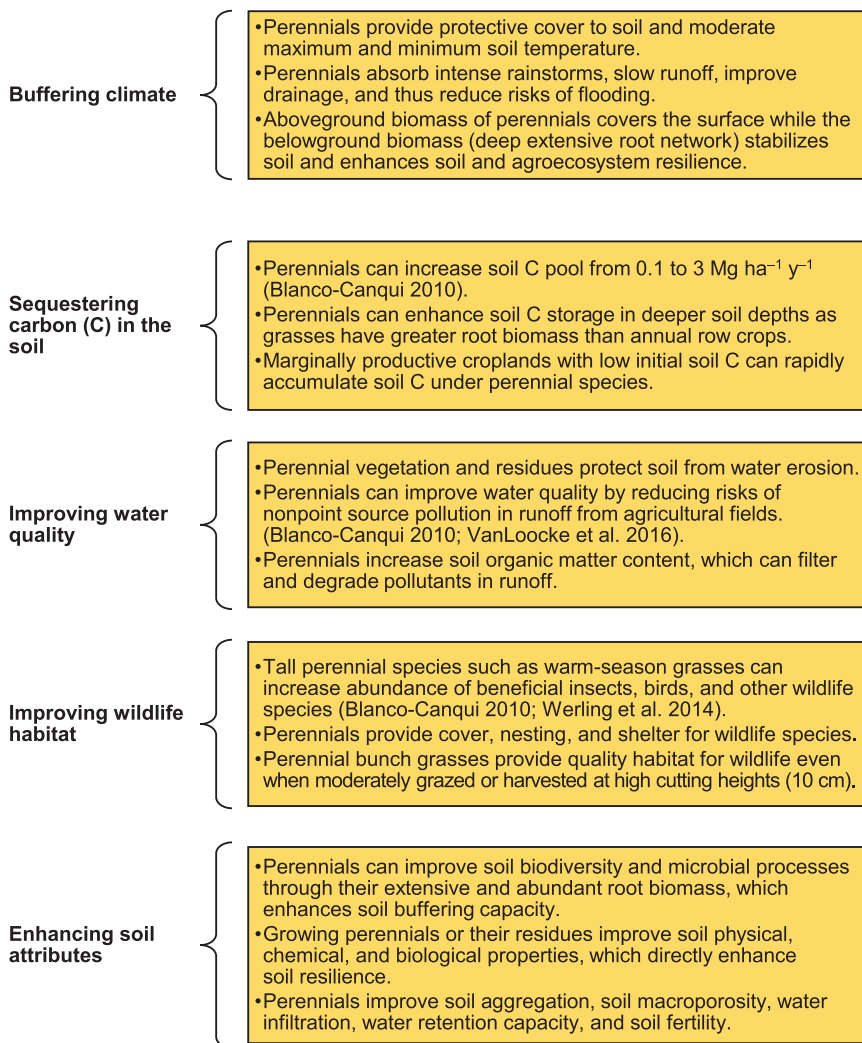 Buffering climate
•Perennials provide protective cover to soil and moderate
maximum and minimum soil temperature.
•Perennials absorb intense rainstorms, slow runoff, improve
drainage, and thus reduce risks of flooding.
•Aboveground biomass of perennials covers the surface while the
belowground biomass (deep extensive root network) stabilizes
soil and enhances soil and agroecosystem resilience.
Sequestering
carbon (C) in the
soil
•Perennials can increase soil C pool from 0.1 to 3 Mg ha⁻¹ y⁻¹
(Blanco-Canqui 2010).
•Perennials can enhance soil C storage in deeper soil depths as
grasses have greater root biomass than annual row crops.
•Marginally productive croplands with low initial soil C can rapidly
accumulate soil C under perennial species.
Improving water
quality
•Perennial vegetation and residues protect soil from water erosion.
•Perennials can improve water quality by reducing risks of
nonpoint source pollution in runoff from agricultural fields.
(Blanco-Canqui 2010; VanLoocke et al. 2016).
•Perennials increase soil organic matter content, which can filter
and degrade pollutants in runoff.
Improving wildlife
habitat
•Tall perennial species such as warm-season grasses can
increase abundance of beneficial insects, birds, and other wildlife
species (Blanco-Canqui 2010; Werling et al. 2014).
•Perennials provide cover, nesting, and shelter for wildlife species.
•Perennial bunch grasses provide quality habitat for wildlife even
when moderately grazed or harvested at high cutting heights (10 cm).
Enhancing soil
attributes
•Perennials can improve soil biodiversity and microbial processes
through their extensive and abundant root biomass, which
enhances soil buffering capacity.
•Growing perennials or their residues improve soil physical,
chemical, and biological properties, which directly enhance
soil resilience.
•Perennials improve soil aggregation, soil macroporosity, water
infiltration, water retention capacity, and soil fertility.